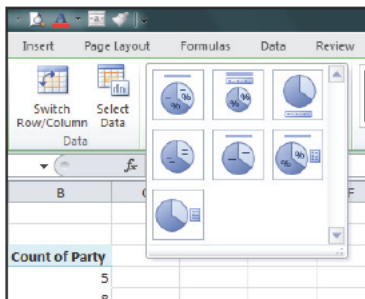 Insert Page Layout Formulas Data Review
Switch Row/Column
Select Data
Data
fx
B F
Count of Party
5